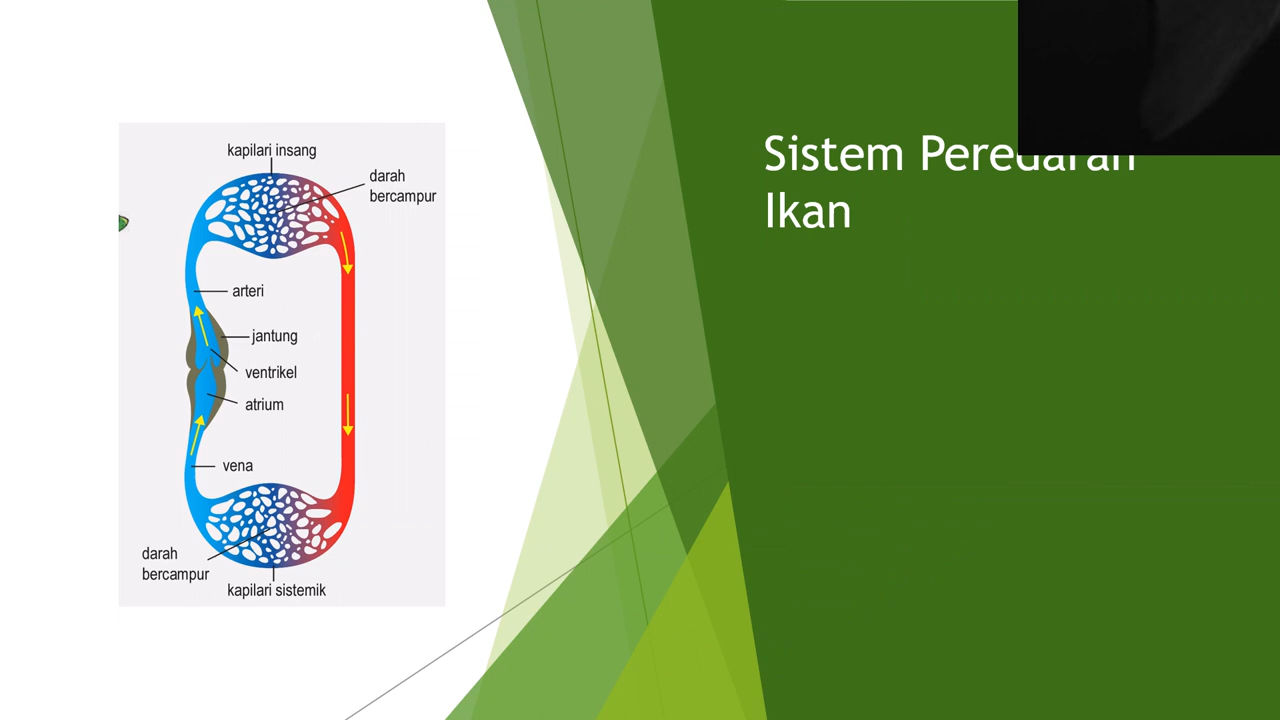 Sistem Peredaran
Ikan
kapilari insang
darah
bercampur
arteri
jantung
ventrikel
atrium
vena
darah
bercampur
kapilari sistemik